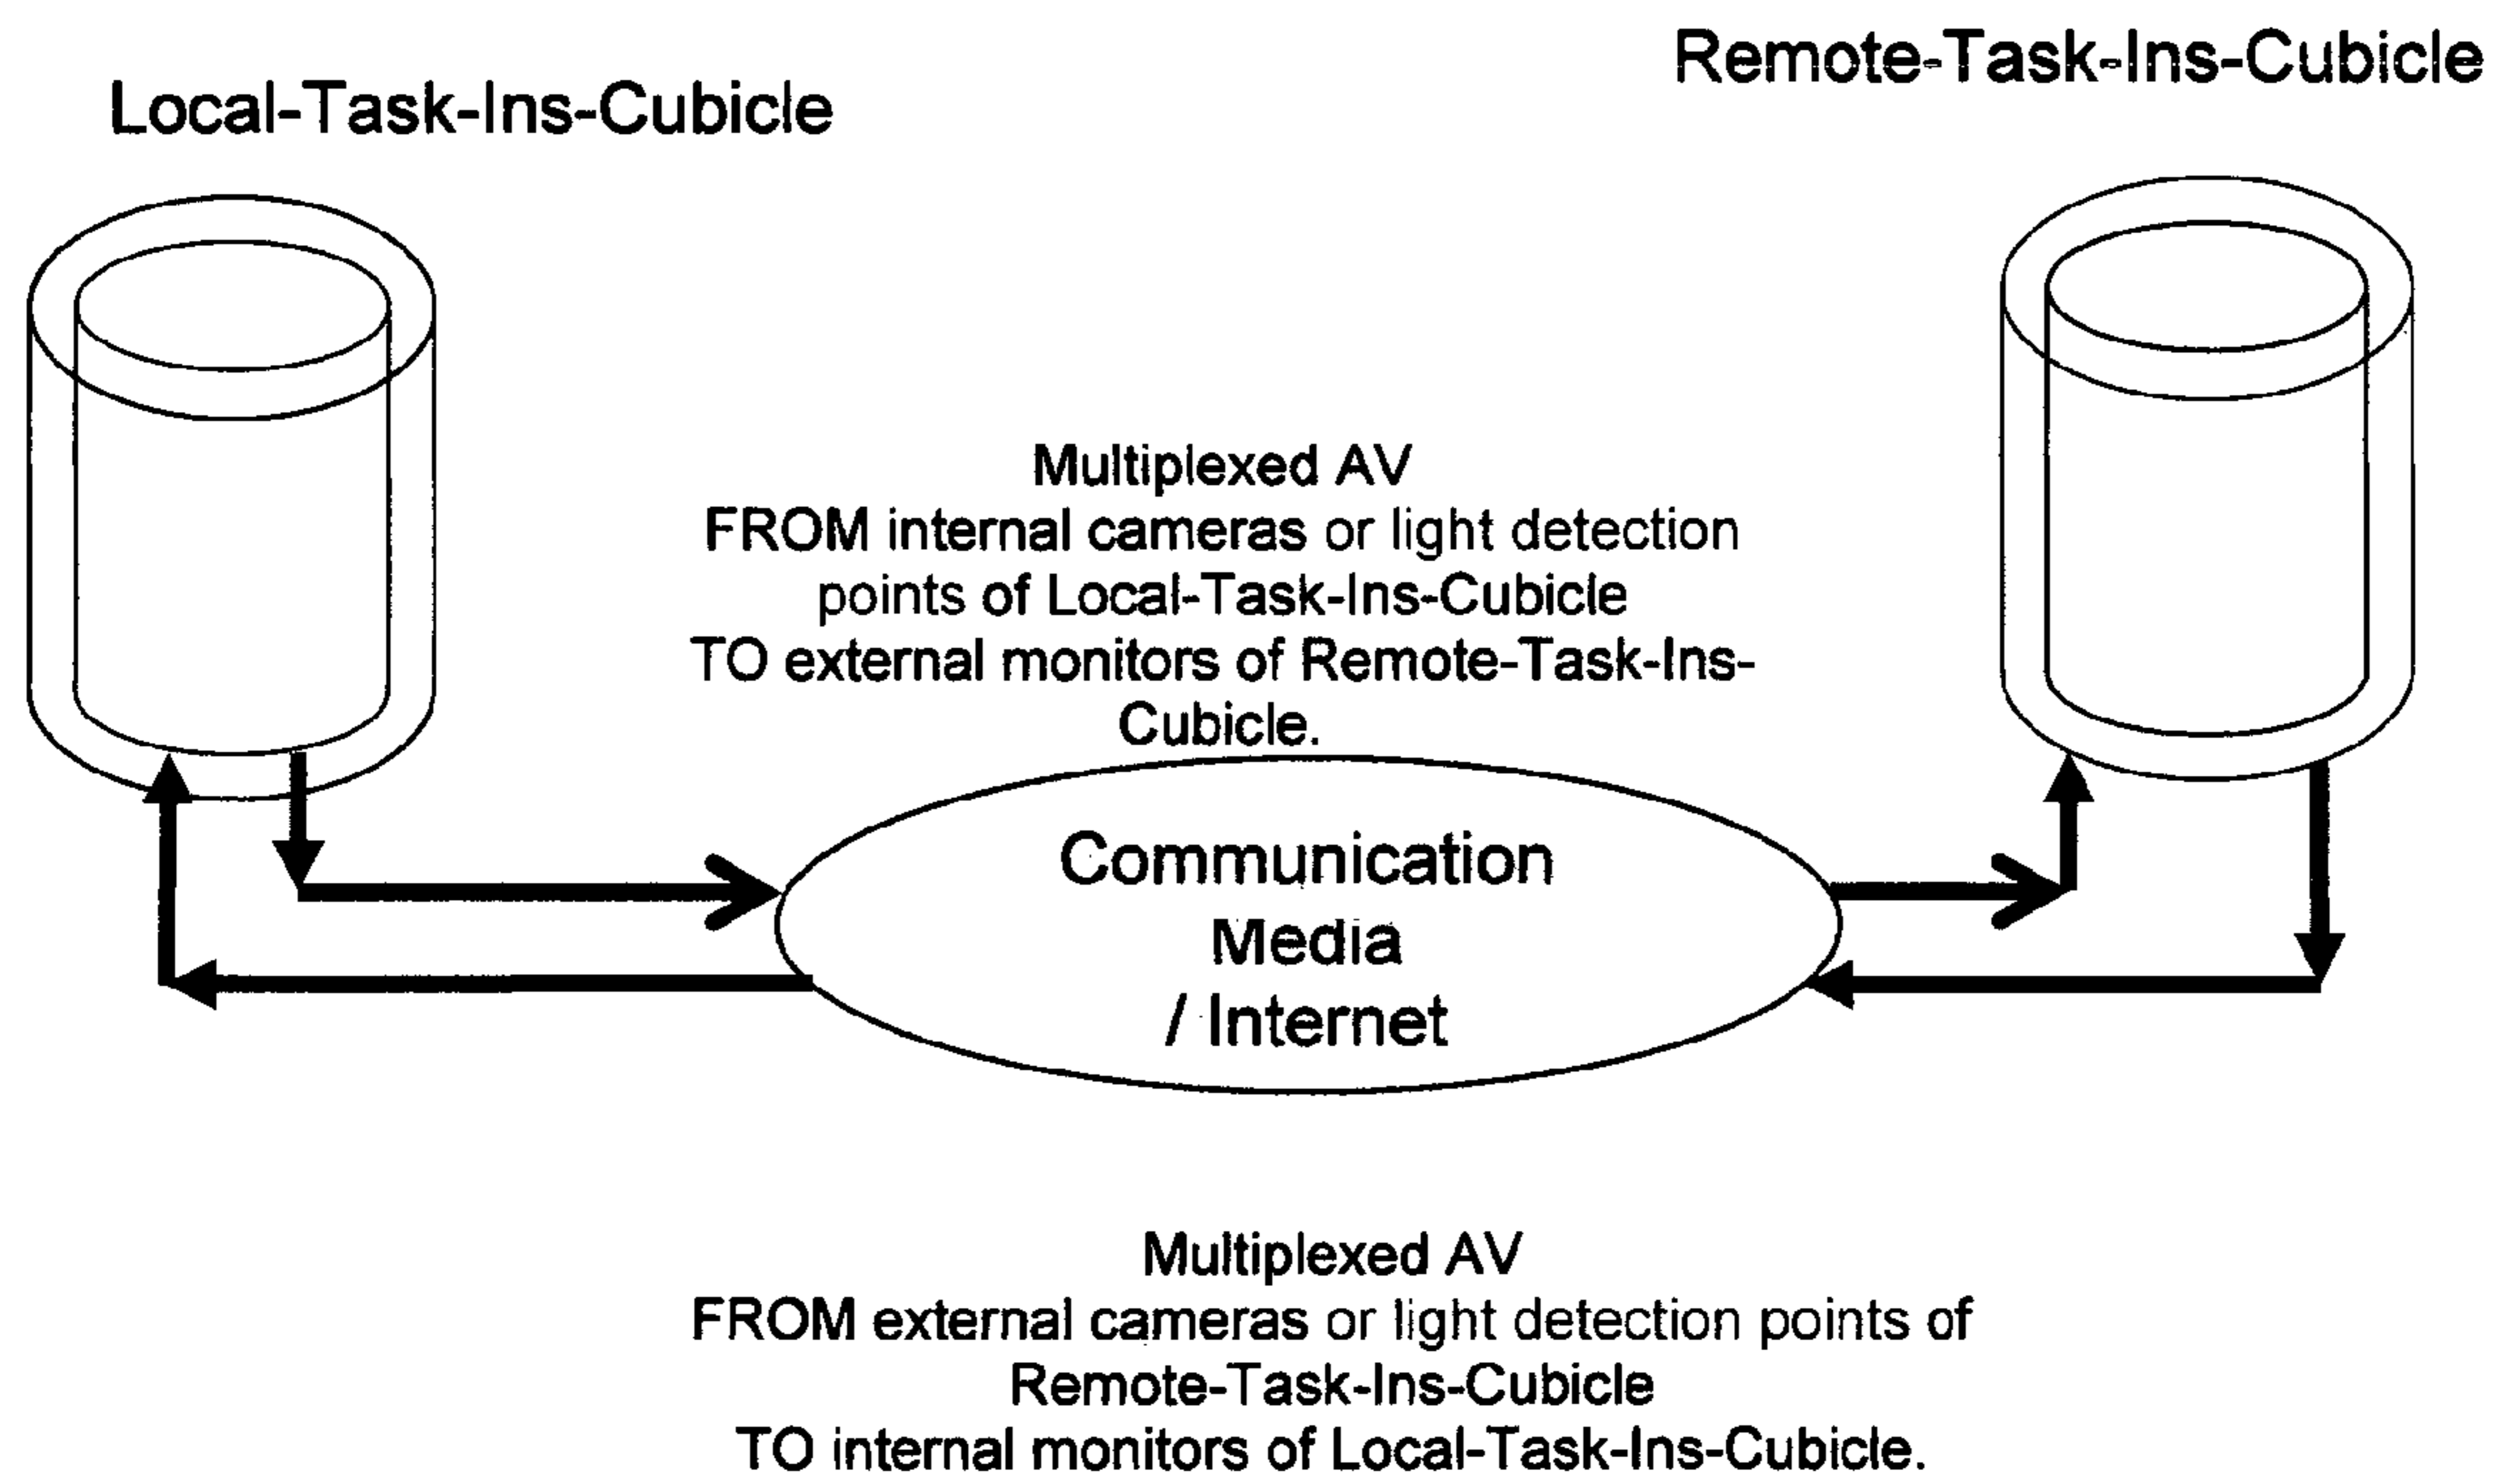 Local-Task-Ins-Cubicle
Remote-Task-Ins-Cubicle
Multiplexed AV
FROM internal cameras or light detection
points of Local-Task-Ins-Cubicle
TO external monitors of Remote-Task-Ins-
Cubicle.
Communication
Media
/ Internet
Multiplexed AV
FROM external cameras or light detection points of
Remote-Task-Ins-Cubicle
TO internal monitors of Local-Task-Ins-Cubicle.